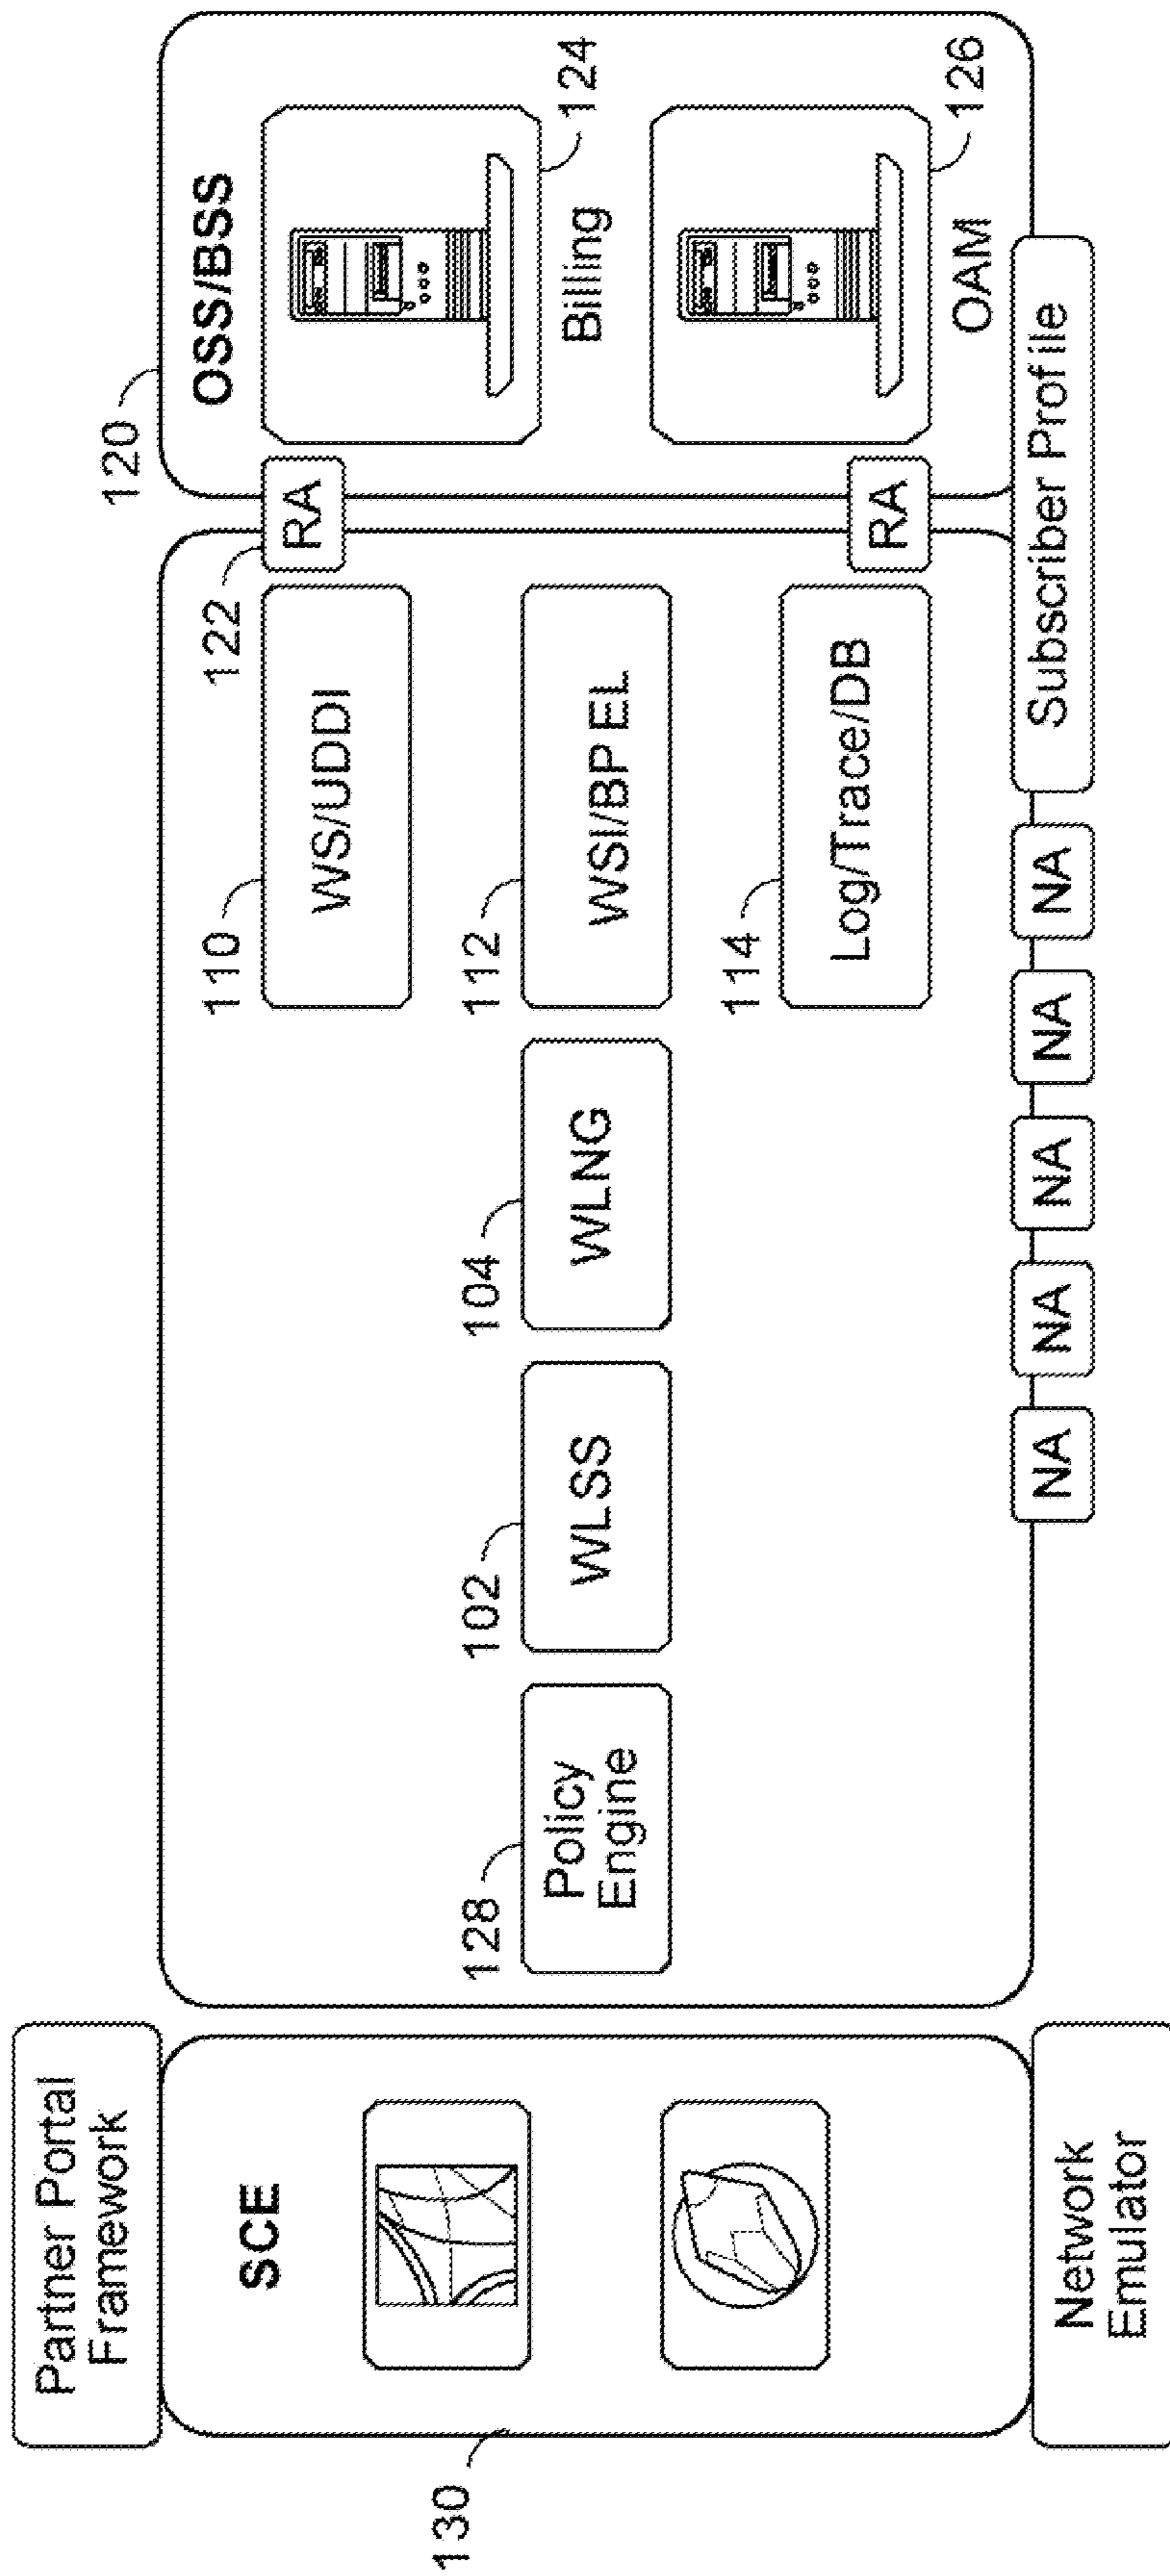 Partner Portal
Framework
SCE
130
Network
Emulator
128
Policy
Engine
102
WLSS
104
WLNG
110
WS/UDDI
112
WSI/BPEL
114
Log/Trace/DB
122
RA
RA
120
OSS/BSS
124
Billing
126
OAM
NA
NA
NA
NA
NA
Subscriber Profile